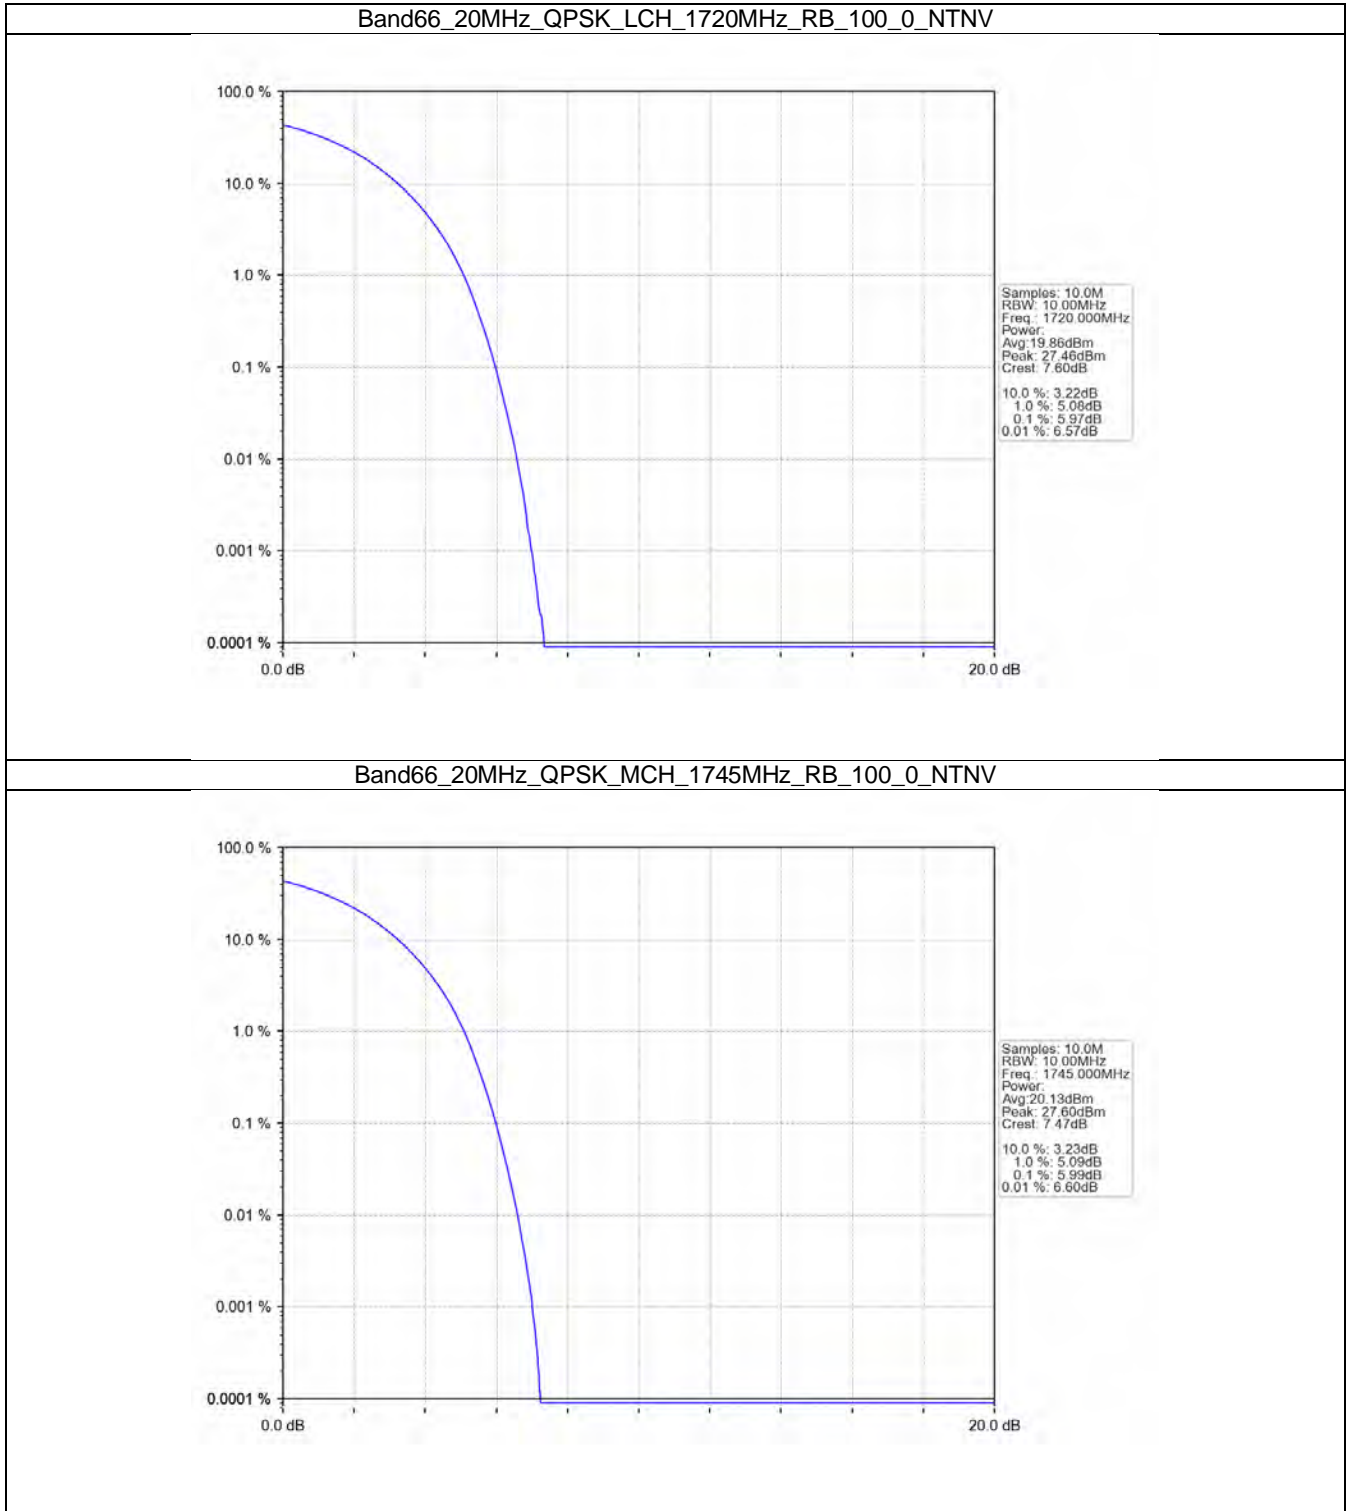 Band66_20MHz_QPSK_LCH_1720MHz_RB_100_0_NTNV
100.0 %
10.0 %
1.0 %
0.1 %
0.01 %
0.001 %
0.0001 %
0.0 dB
20.0 dB
Samples: 10.0M
RBW: 10.00MHz
Freq.: 1720.000MHz
Power:
Avg:19.86dBm
Peak: 27.46dBm
Crest: 7.60dB
10.0 %: 3.22dB
1.0 %: 5.08dB
0.1 %: 5.97dB
0.01 %: 6.57dB
Band66_20MHz_QPSK_MCH_1745MHz_RB_100_0_NTNV
100.0 %
10.0 %
1.0 %
0.1 %
0.01 %
0.001 %
0.0001 %
0.0 dB
20.0 dB
Samples: 10.0M
RBW: 10.00MHz
Freq.: 1745.000MHz
Power:
Avg:20.13dBm
Peak: 27.60dBm
Crest: 7.47dB
10.0 %: 3.23dB
1.0 %: 5.09dB
0.1 %: 5.99dB
0.01 %: 6.60dB